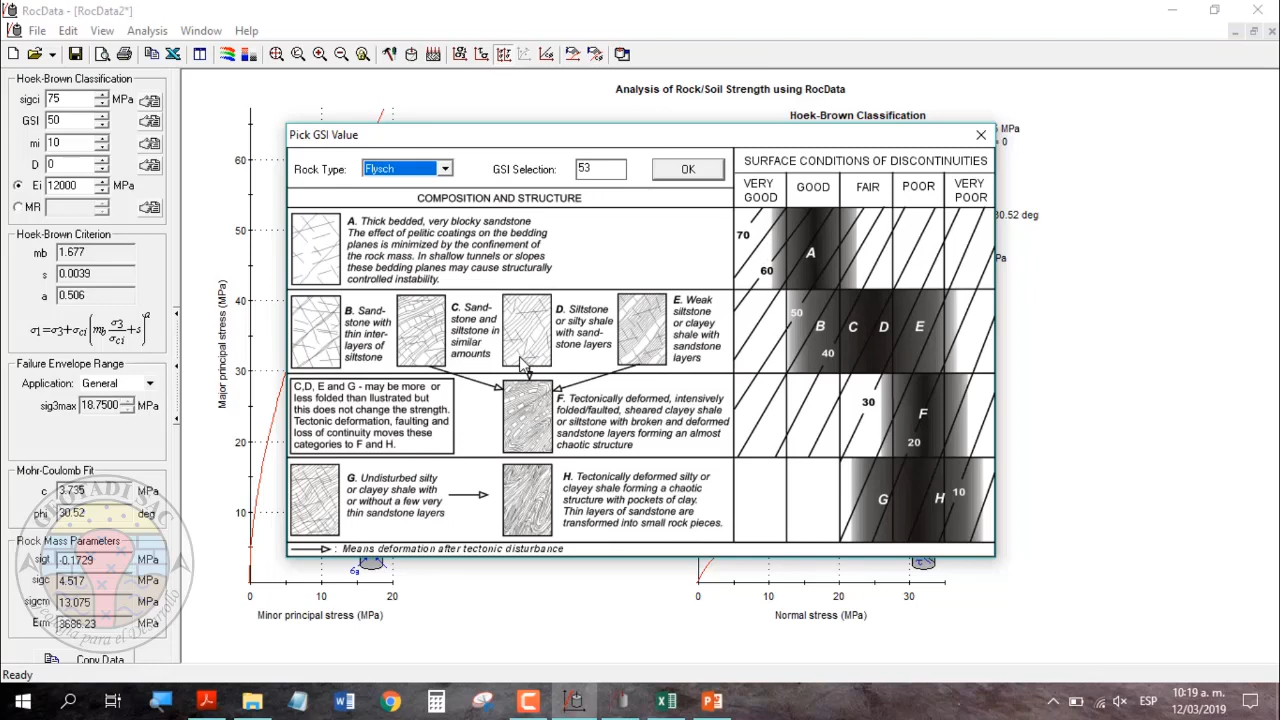 RocData - [RocData2*]
File Edit View Analysis Window Help
Hoek-Brown Classification
sigci 75 MPa
GSI 50
mi 10
D 0
Ei 12000 MPa
MR
Hoek-Brown Criterion
mb 1.677
s 0.0039
a 0.506
Failure Envelope Range
Application: General
sig3max 18.7500 MPa
Mohr-Coulomb Fit
c 3.735 MPa
phi 30.52 deg
Rock Mass Parameters
sigt -0.1729 MPa
sigc 4.517 MPa
sigcm 13.075 MPa
Erm 3686.23 MPa
Copy Data
Ready
Analysis of Rock/Soil Strength using RocData
Hoek-Brown Classification
MPa
= 0
30.52 deg
Major principal stress (MPa)
60
50
40
30
20
10
0 10 20
Minor principal stress (MPa)
0 10 20 30
Normal stress (MPa)
Pick GSI Value
Rock Type: Flysch GSI Selection: 53 OK
COMPOSITION AND STRUCTURE
SURFACE CONDITIONS OF DISCONTINUITIES
VERY GOOD
GOOD
FAIR
POOR
VERY POOR
A. Thick bedded, very blocky sandstone
The effect of pelitic coatings on the bedding
planes is minimized by the confinement of
the rock mass. In shallow tunnels or slopes
these bedding planes may cause structurally
controlled instability.
B. Sand-
stone with
thin inter-
layers of
siltstone
C. Sand-
stone and
siltstone in
similar
amounts
D. Siltstone
or silty shale
with sand-
stone layers
E. Weak
siltstone
or clayey
shale with
sandstone
layers
C,D, E and G - may be more or
less folded than llustrated but
this does not change the strength.
Tectonic deformation, faulting and
loss of continuity moves these
categories to F and H.
F. Tectonically deformed, intensively
folded/faulted, sheared clayey shale
or siltstone with broken and deformed
sandstone layers forming an almost
chaotic structure
G. Undisturbed silty
or clayey shale with
or without a few very
thin sandstone layers
H. Tectonically deformed silty or
clayey shale forming a chaotic
structure with pockets of clay.
Thin layers of sandstone are
transformed into small rock pieces.
: Means deformation after tectonic disturbance
70
60
A
50
B C D E
40
30
F
20
G H 10
ESP
10:19 a. m.
12/03/2019